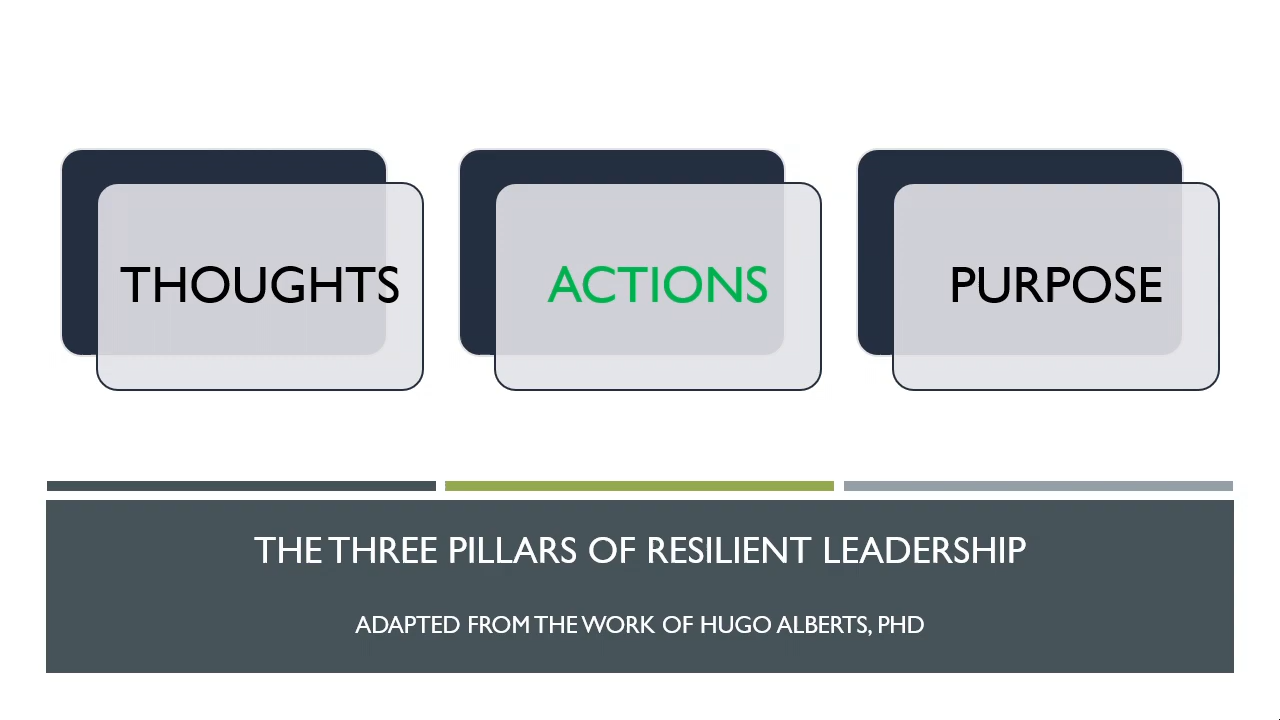 THOUGHTS
ACTIONS
PURPOSE
THE THREE PILLARS OF RESILIENT LEADERSHIP
ADAPTED FROM THE WORK OF HUGO ALBERTS, PHD